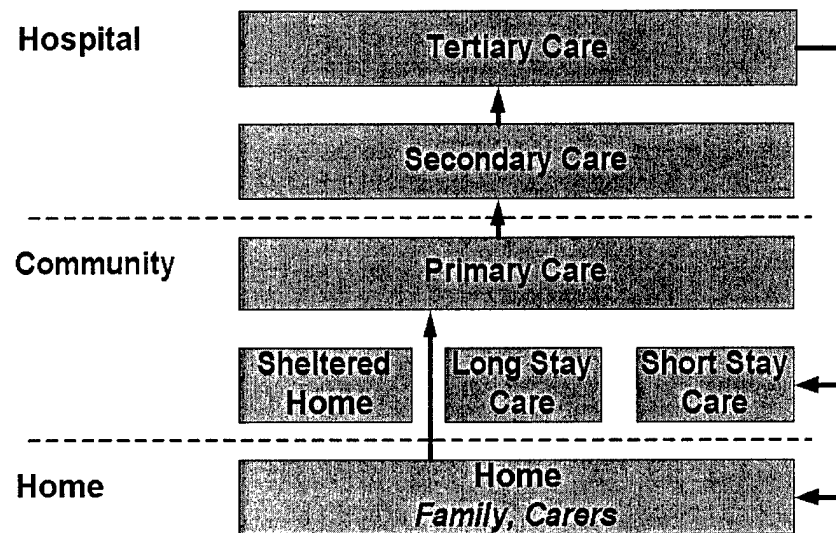 Hospital
Tertiary Care
Secondary Care
Community
Primary Care
Sheltered
Home
Long Stay
Care
Short Stay
Care
Home
Home
Family, Carers